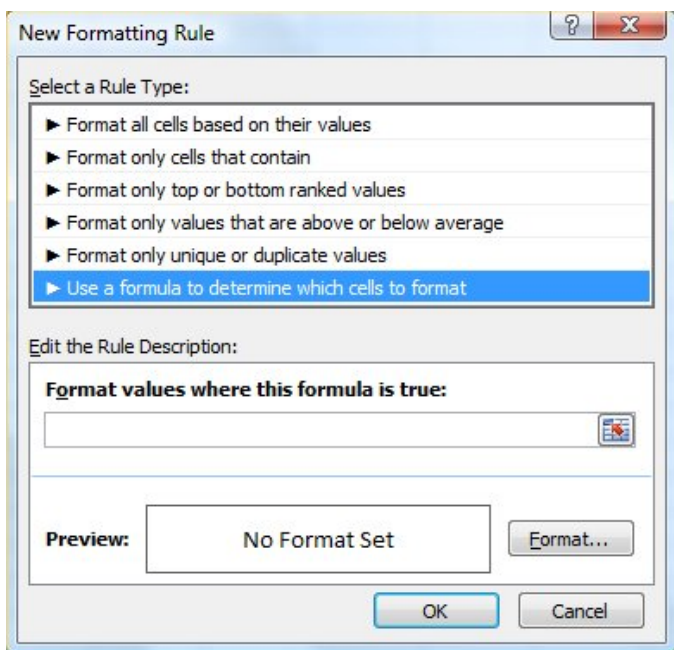 New Formatting Rule
?
Select a Rule Type:
► Format all cells based on their values
► Format only cells that contain
► Format only top or bottom ranked values
► Format only values that are above or below average
► Format only unique or duplicate values
► Use a formula to determine which cells to format
Edit the Rule Description:
Format values where this formula is true:
Preview:
No Format Set
Format...
OK
Cancel